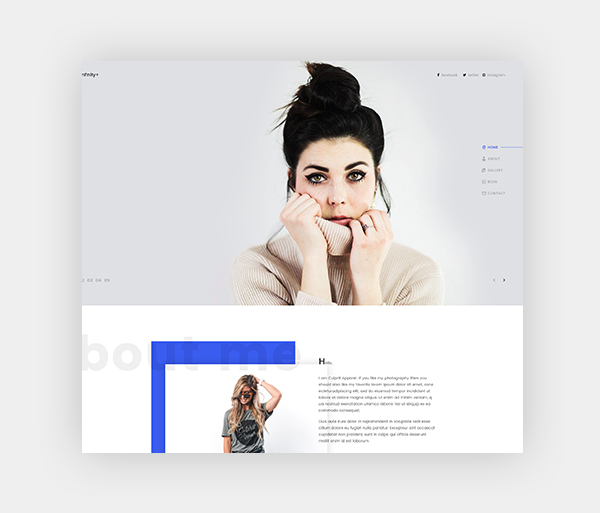 nfinity+
facebook twitter instagram
HOME
ABOUT
GALLERY
BLOG
CONTACT
2 03 04 05
bout me
Hello,
I am Colprit Apparel. If you like my photography then you
should also like my favorite lorem ipsum dolor sit amet, conse
ectetur adipiscing elit, sed do eiusmod tempor incididunt ut
labore et dolore magna aliqua. Ut enim ad minim veniam, q
uis nostrud exercitation ullamco laboris nisi ut aliquip ex ea
commodo consequat.
Duis aute irure dolor in reprehenderit in voluptate velit esse
cillum dolore eu fugiat nulla pariatur. Excepteur sint occaecat
cupidatat non proident, sunt in culpa qui officia deserunt
mollit anim id est laborum.